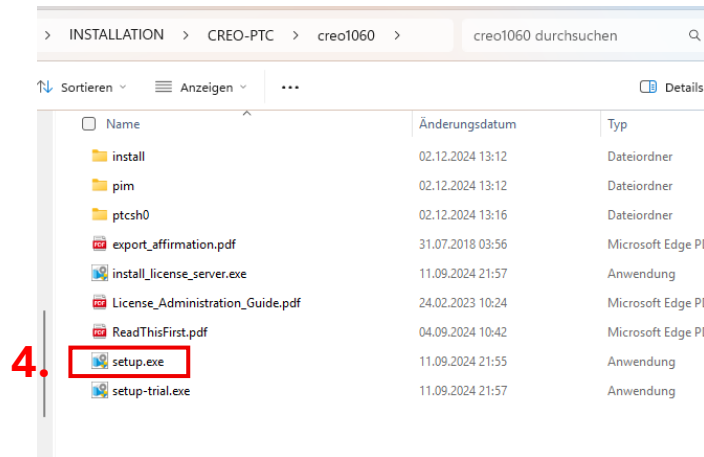 > INSTALLATION > CREO-PTC > creo1060 > creo1060 durchsuchen
Sortieren Anzeigen ... Details
Name Änderungsdatum Typ
install 02.12.2024 13:12 Dateiordner
pim 02.12.2024 13:12 Dateiordner
ptcsh0 02.12.2024 13:16 Dateiordner
export_affirmation.pdf 31.07.2018 03:56 Microsoft Edge P
install_license_server.exe 11.09.2024 21:57 Anwendung
License_Administration_Guide.pdf 24.02.2023 10:24 Microsoft Edge P
ReadThisFirst.pdf 04.09.2024 10:42 Microsoft Edge P
4. setup.exe 11.09.2024 21:55 Anwendung
setup-trial.exe 11.09.2024 21:57 Anwendung